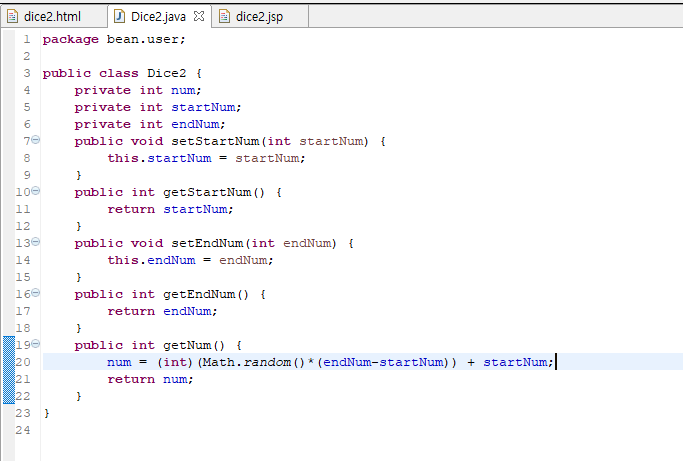 dice2.html Dice2.java dice2.jsp
1 package bean.user;
2
3 public class Dice2 {
4     private int num;
5     private int startNum;
6     private int endNum;
7     public void setStartNum(int startNum) {
8         this.startNum = startNum;
9     }
10     public int getStartNum() {
11         return startNum;
12     }
13     public void setEndNum(int endNum) {
14         this.endNum = endNum;
15     }
16     public int getEndNum() {
17         return endNum;
18     }
19     public int getNum() {
20         num = (int)(Math.random()*(endNum-startNum)) + startNum;
21         return num;
22     }
23 }
24